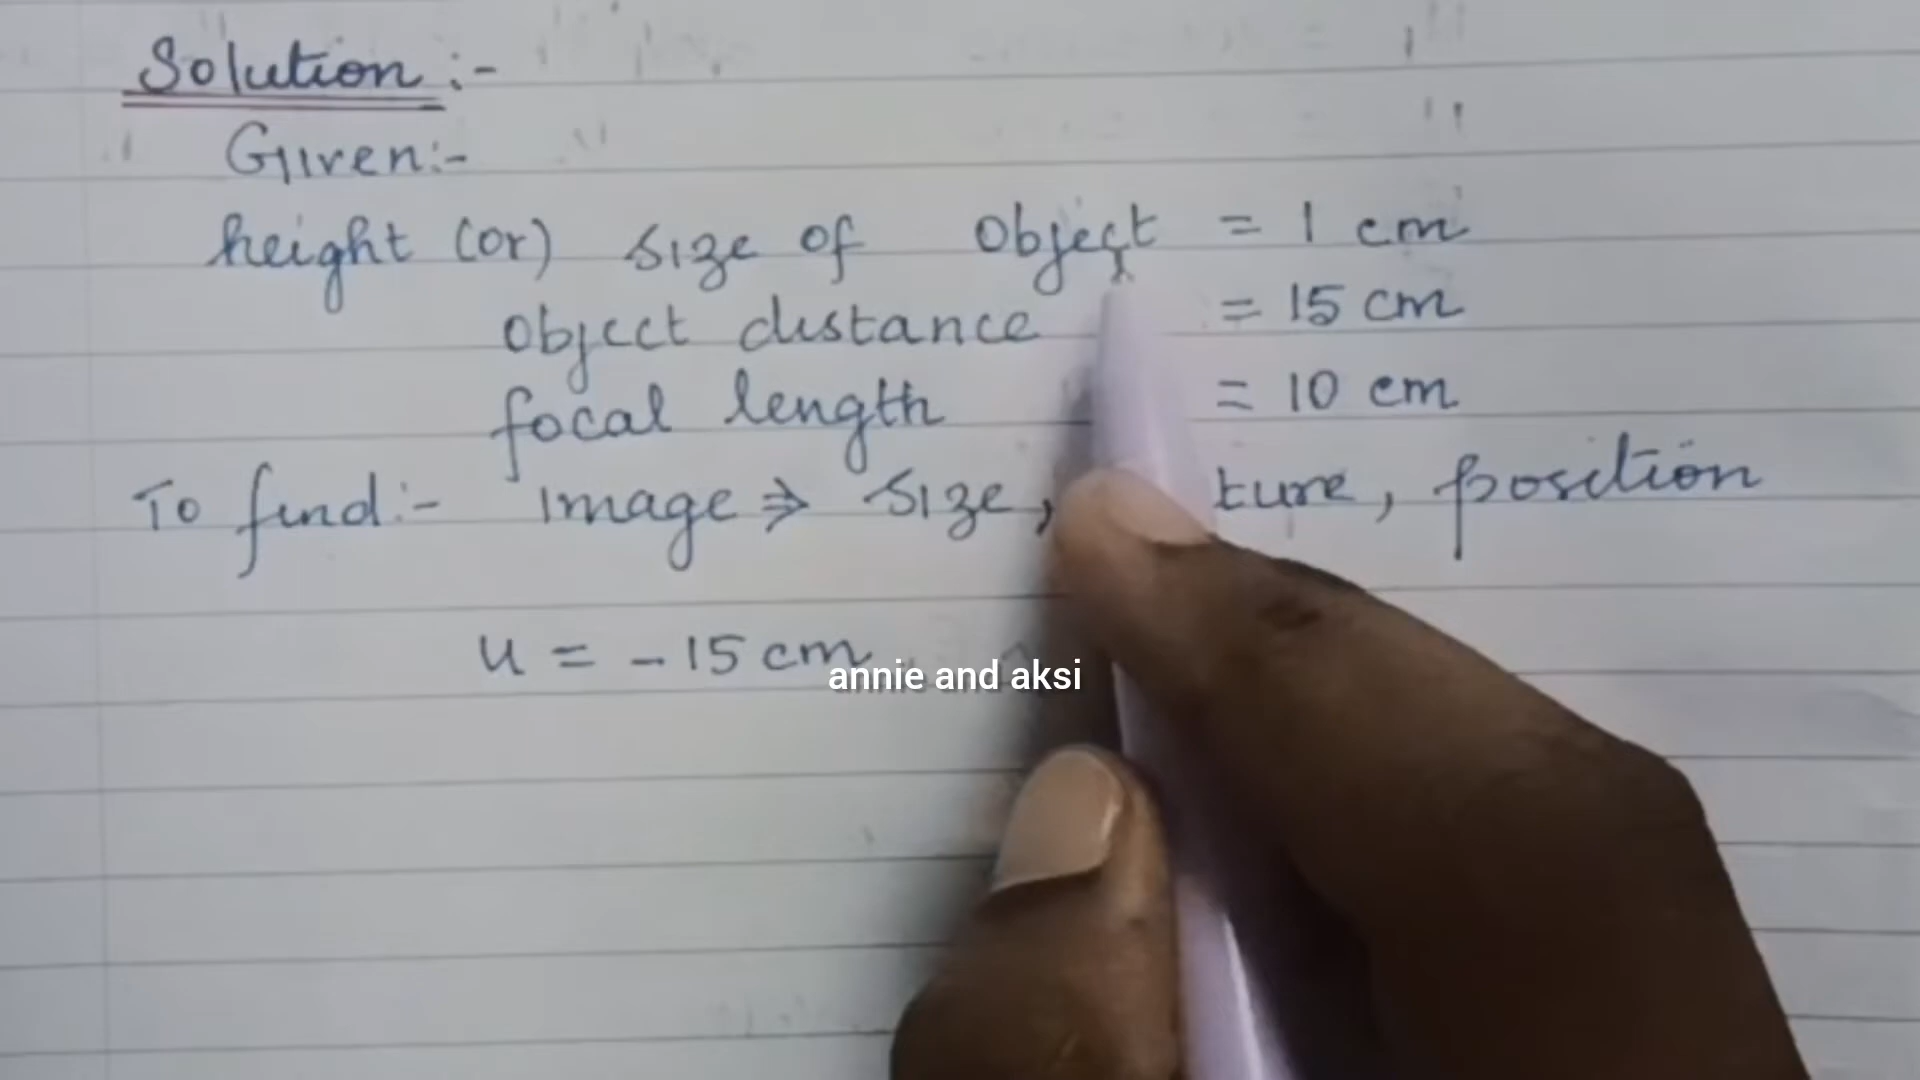 Solution :-
Given:-
height (or) size of object = 1 cm
object distance = 15 cm
focal length = 10 cm
To find:- image ⇒ size, ture, position
u = -15 cm
annie and aksi